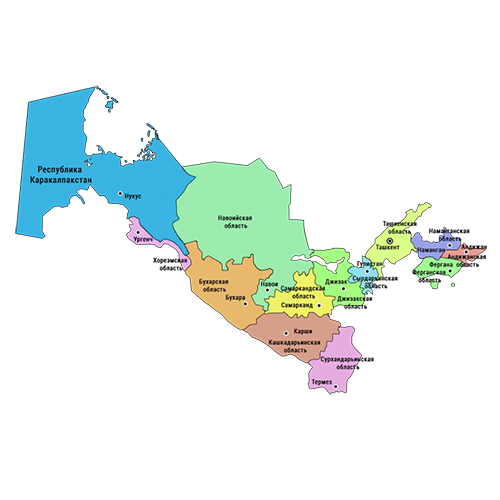 Республика
Каракалпакстан
Нукус
Ургенч
Хорезмская
область
Навоийская
область
Бухарская
область
Бухара
Навои
Самаркандская
область
Самарканд
Джизак
Джизакская
область
Гулистан
Сырдарьинская
область
Ташкентская
область
Ташкент
Наманганская
область
Наманган
Андижан
Андижанская
область
Фергана
Ферганская
область
Карши
Кашкадарьинская
область
Сурхандарьинская
область
Термез